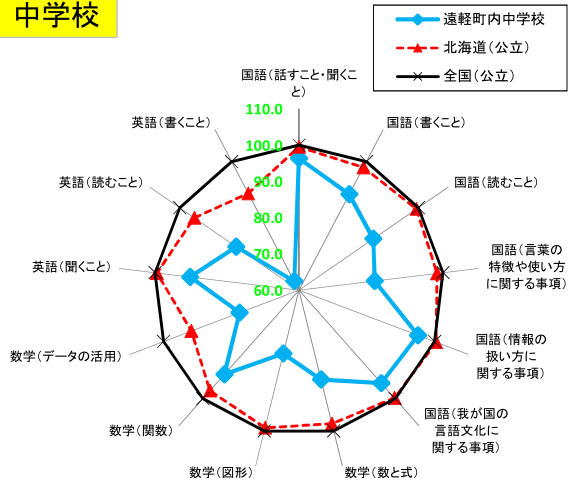 中学校
遠軽町内中学校
北海道(公立)
全国(公立)
国語(話すこと・聞くこ
と)
110.0
100.0
90.0
80.0
70.0
60.0
国語(書くこと)
国語(読むこと)
国語(言葉の
特徴や使い方
に関する事項)
国語(情報の
扱い方に
関する事項)
国語(我が国の
言語文化に
関する事項)
数学(数と式)
数学(図形)
数学(関数)
数学(データの活用)
英語(聞くこと)
英語(読むこと)
英語(書くこと)